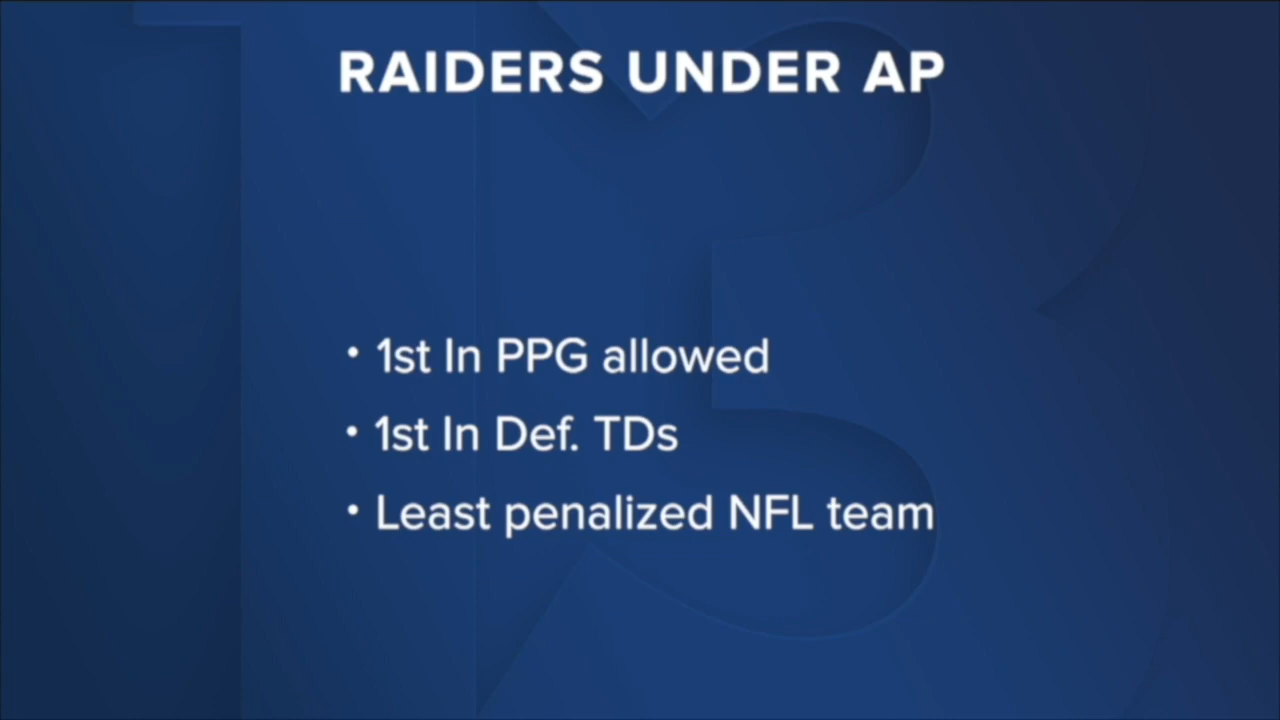 RAIDERS UNDER AP
• 1st In PPG allowed
• 1st In Def. TDs
• Least penalized NFL team